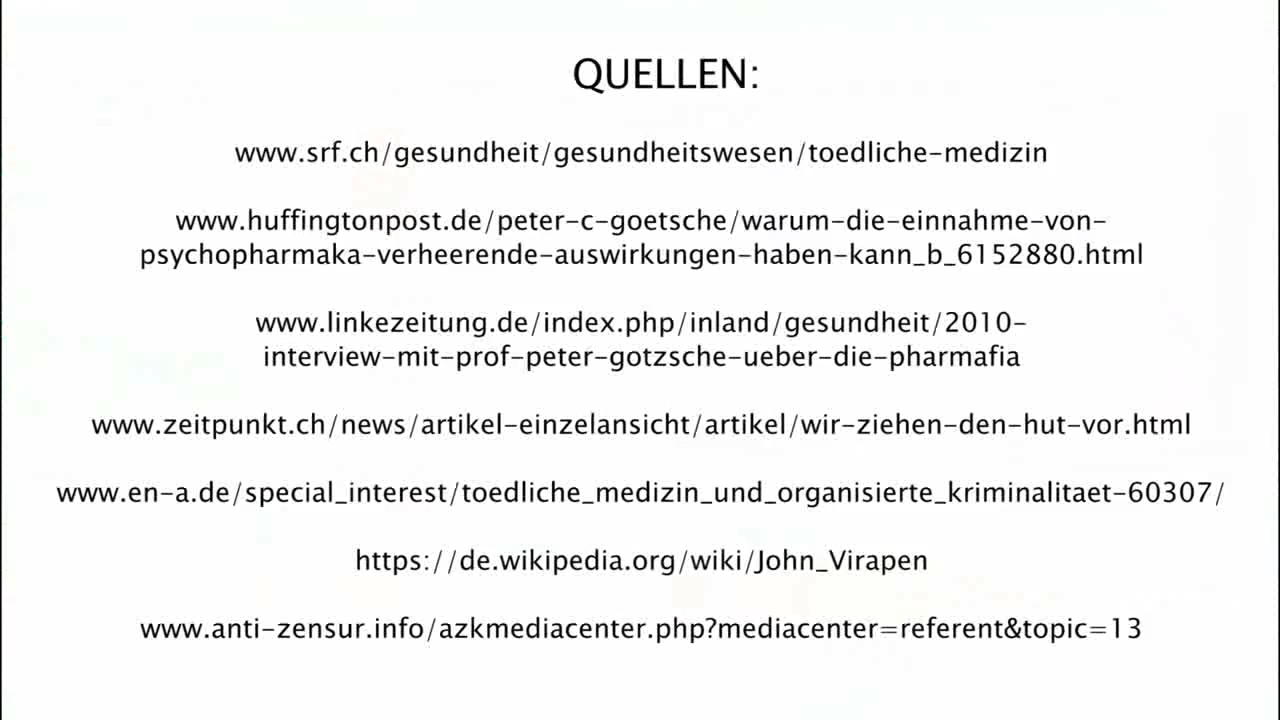 QUELLEN:
www.srf.ch/gesundheit/gesundheitswesen/toedliche-medizin
www.huffingtonpost.de/peter-c-goetsche/warum-die-einnahme-von-
psychopharmaka-verheerende-auswirkungen-haben-kann_b_6152880.html
www.linkezeitung.de/index.php/inland/gesundheit/2010-
interview-mit-prof-peter-gotzsche-ueber-die-pharmafia
www.zeitpunkt.ch/news/artikel-einzelansicht/artikel/wir-ziehen-den-hut-vor.html
www.en-a.de/special_interest/toedliche_medizin_und_organisierte_kriminalitaet-60307/
https://de.wikipedia.org/wiki/John_Virapen
www.anti-zensur.info/azkmediacenter.php?mediacenter=referent&topic=13